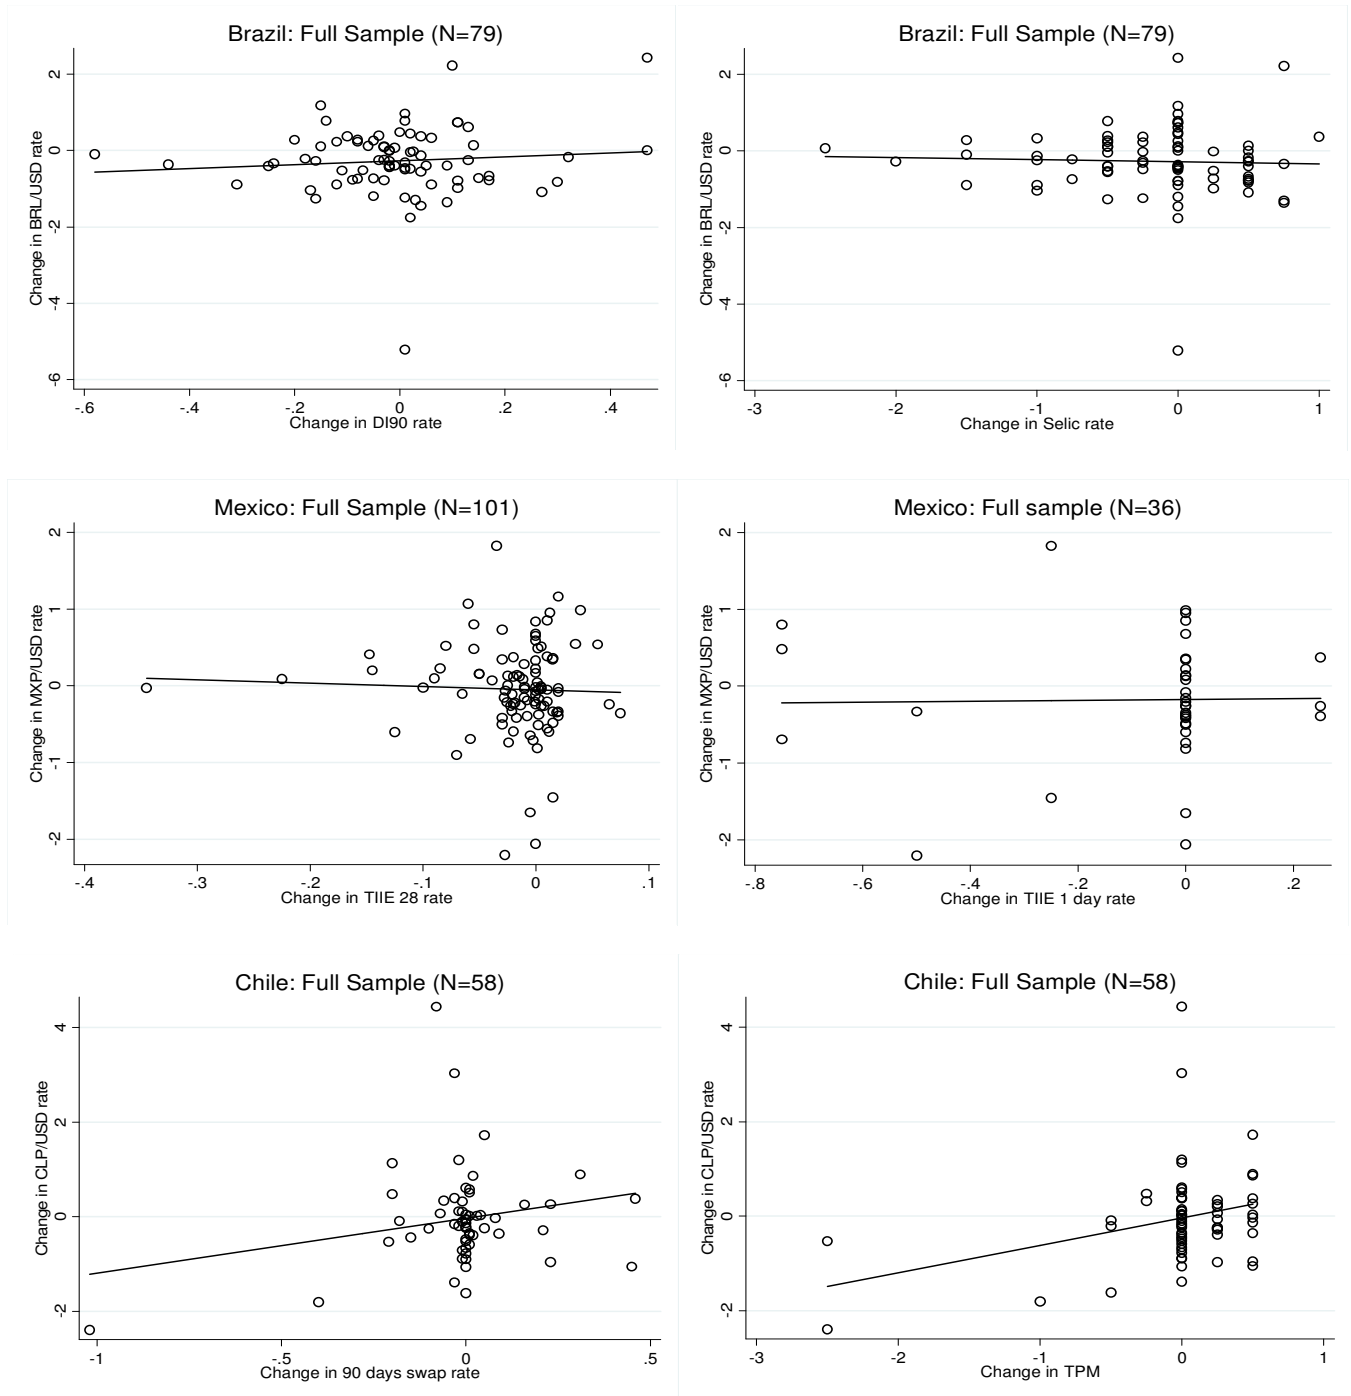 Brazil: Full Sample (N=79)
Change in BRL/USD rate
2
0
-2
-4
-6
-.6 -.4 -.2 0 .2 .4
Change in DI90 rate
Brazil: Full Sample (N=79)
Change in BRL/USD rate
2
0
-2
-4
-6
-3 -2 -1 0 1
Change in Selic rate
Mexico: Full Sample (N=101)
Change in MXP/USD rate
2
1
0
-1
-2
-.4 -.3 -.2 -.1 0 .1
Change in TIIE 28 rate
Mexico: Full sample (N=36)
Change in MXP/USD rate
2
1
0
-1
-2
-.8 -.6 -.4 -.2 0 .2
Change in TIIE 1 day rate
Chile: Full Sample (N=58)
Change in CLP/USD rate
4
2
0
-2
-1 -.5 0 .5
Change in 90 days swap rate
Chile: Full Sample (N=58)
Change in CLP/USD rate
4
2
0
-2
-3 -2 -1 0 1
Change in TPM